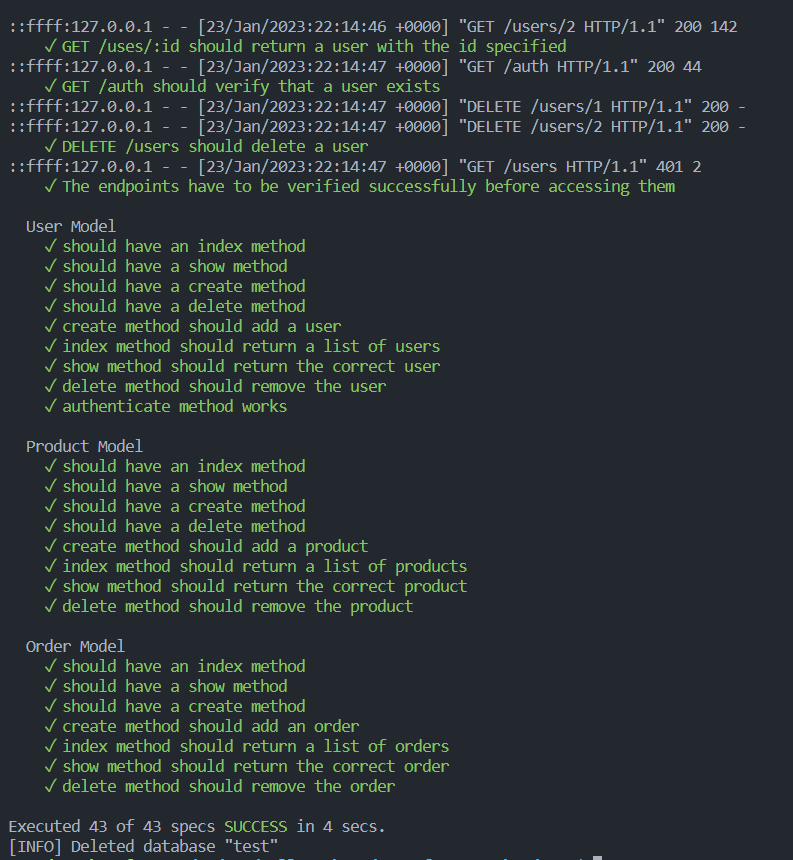 ::ffff:127.0.0.1 - - [23/Jan/2023:22:14:46 +0000] "GET /users/2 HTTP/1.1" 200 142
✓ GET /uses/:id should return a user with the id specified
::ffff:127.0.0.1 - - [23/Jan/2023:22:14:47 +0000] "GET /auth HTTP/1.1" 200 44
✓ GET /auth should verify that a user exists
::ffff:127.0.0.1 - - [23/Jan/2023:22:14:47 +0000] "DELETE /users/1 HTTP/1.1" 200 -
::ffff:127.0.0.1 - - [23/Jan/2023:22:14:47 +0000] "DELETE /users/2 HTTP/1.1" 200 -
✓ DELETE /users should delete a user
::ffff:127.0.0.1 - - [23/Jan/2023:22:14:47 +0000] "GET /users HTTP/1.1" 401 2
✓ The endpoints have to be verified successfully before accessing them
User Model
✓ should have an index method
✓ should have a show method
✓ should have a create method
✓ should have a delete method
✓ create method should add a user
✓ index method should return a list of users
✓ show method should return the correct user
✓ delete method should remove the user
✓ authenticate method works
Product Model
✓ should have an index method
✓ should have a show method
✓ should have a create method
✓ should have a delete method
✓ create method should add a product
✓ index method should return a list of products
✓ show method should return the correct product
✓ delete method should remove the product
Order Model
✓ should have an index method
✓ should have a show method
✓ should have a create method
✓ create method should add an order
✓ index method should return a list of orders
✓ show method should return the correct order
✓ delete method should remove the order
Executed 43 of 43 specs SUCCESS in 4 secs.
[INFO] Deleted database "test"